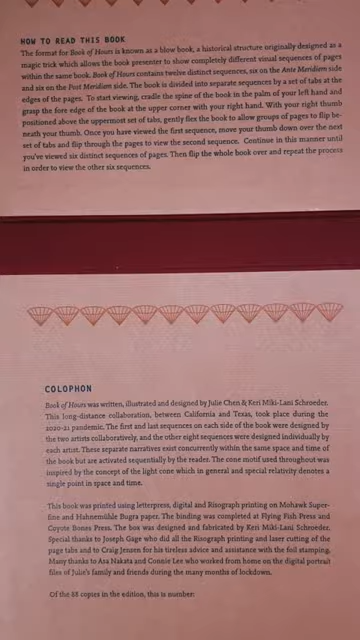 HOW TO READ THIS BOOK
The format for Book of Hours is known as a blow book, a historical structure originally designed as a
magic trick which allows the book presenter to show completely different visual sequences of pages
within the same book. Book of Hours contains twelve distinct sequences, six on the Ante Meridiem side
and six on the Post Meridiem side. The book is divided into separate sequences by a set of tabs at the
edges of the pages. To start viewing, cradle the spine of the book in the palm of your left hand and
grasp the fore edge of the book at the upper corner with your right hand. With your right thumb
positioned above the uppermost set of tabs, gently flex the book to allow groups of pages to flip be-
neath your thumb. Once you have viewed the first sequence, move your thumb down over the next
set of tabs and flip through the pages to view the second sequence. Continue in this manner until
you've viewed six distinct sequences of pages. Then flip the whole book over and repeat the process
in order to view the other six sequences.
COLOPHON
Book of Hours was written, illustrated and designed by Julie Chen & Keri Miki-Lani Schroeder.
This long-distance collaboration, between California and Texas, took place during the
2020-21 pandemic. The first and last sequences on each side of the book were designed by
the two artists collaboratively, and the other eight sequences were designed individually by
each artist. These separate narratives exist concurrently within the same space and time of
the book but are activated sequentially by the reader. The cone motif used throughout was
inspired by the concept of the light cone which in general and special relativity denotes a
single point in space and time.
This book was printed using letterpress, digital and Risograph printing on Mohawk Super-
fine and Hahnemühle Bugra paper. The binding was completed at Flying Fish Press and
Coyote Bones Press. The box was designed and fabricated by Keri Miki-Lani Schroeder.
Special thanks to Joseph Gage who did all the Risograph printing and laser cutting of the
page tabs and to Craig Jensen for his tireless advice and assistance with the foil stamping.
Many thanks to Asa Nakata and Connie Lee who worked from home on the digital portrait
files of Julie's family and friends during the many months of lockdown.
Of the 88 copies in the edition, this is number: